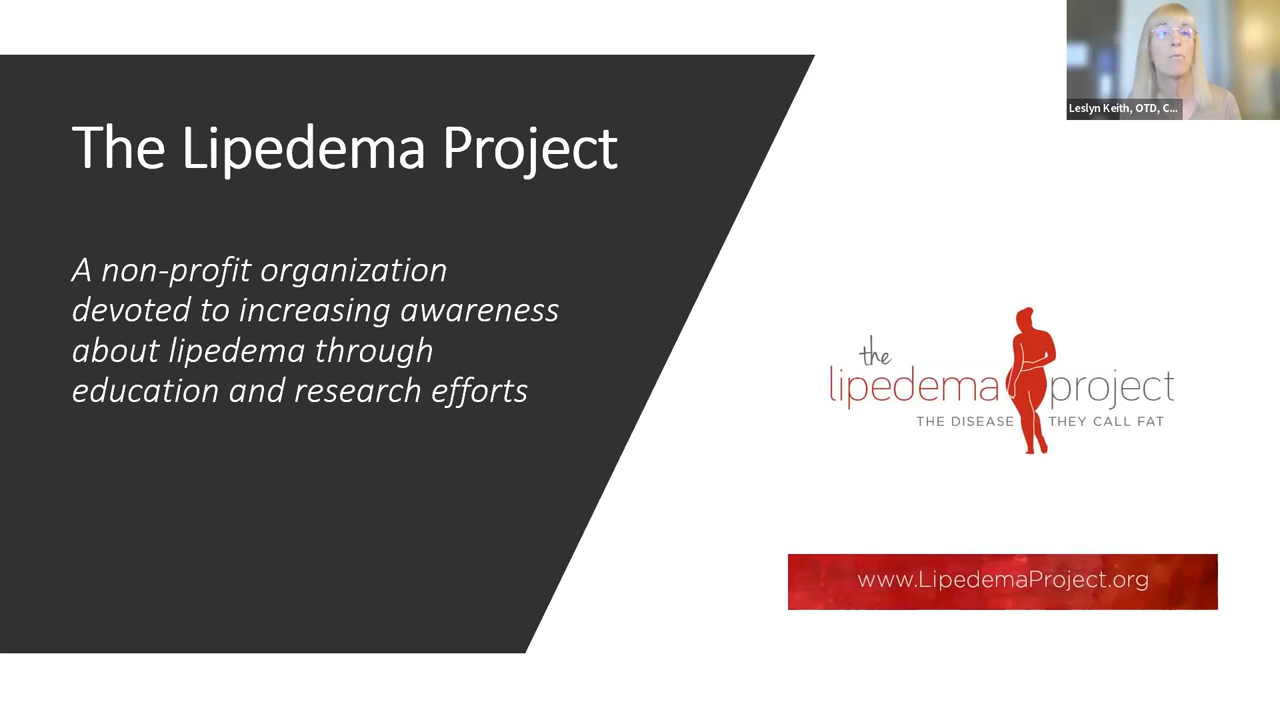 The Lipedema Project
A non-profit organization
devoted to increasing awareness
about lipedema through
education and research efforts
Leslyn Keith, OTD, C...
the
lipedema project
THE DISEASE THEY CALL FAT
www.LipedemaProject.org